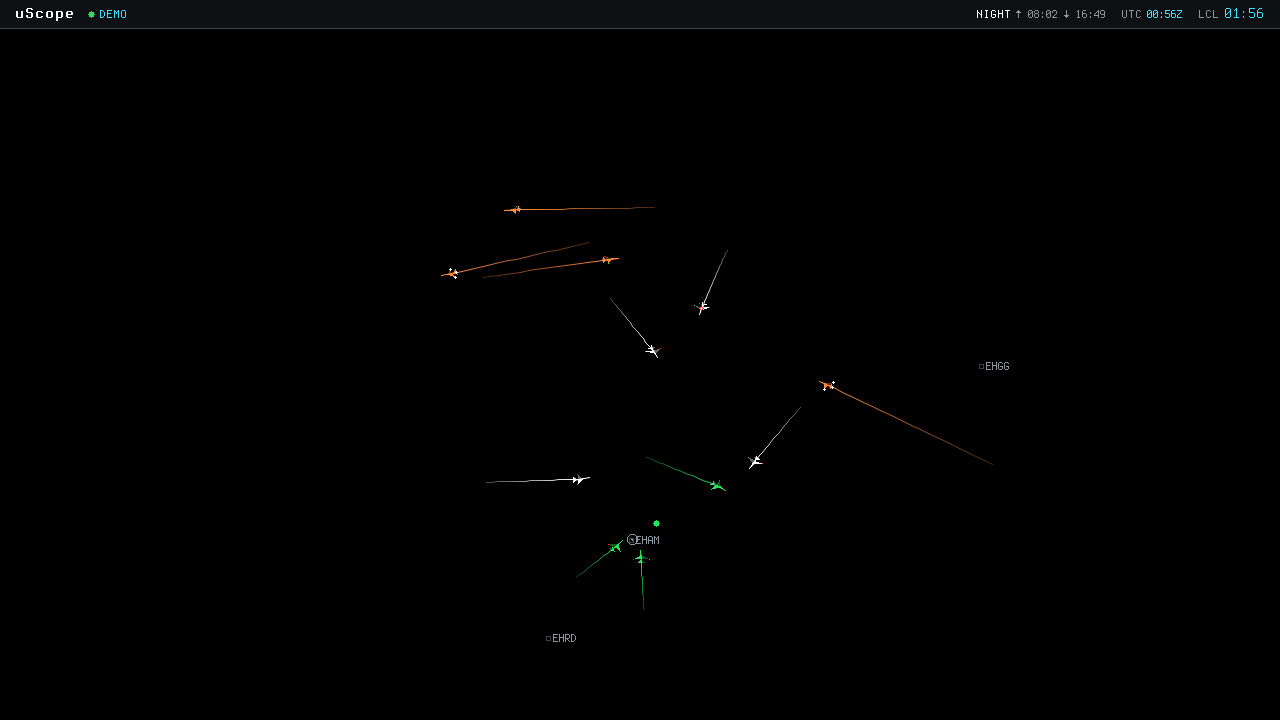 uScope DEMO NIGHT ↑ 08:02 ↓ 16:49 UTC 00:56Z LCL 01:56
EHGG
EHAM
EHRD